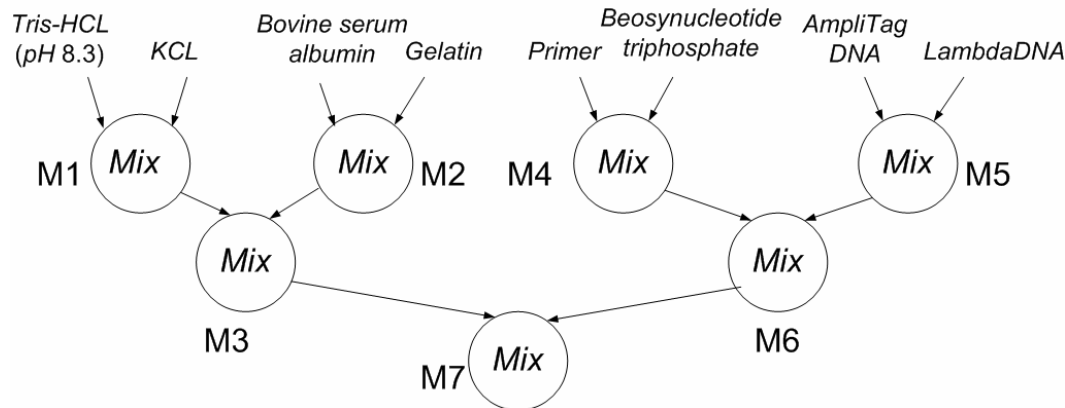 Tris-HCL
(pH 8.3)
KCL
Bovine serum
albumin
Gelatin
Primer
Beosynucleotide
triphosphate
AmpliTag
DNA
LambdaDNA
M1
Mix
Mix
M2
M4
Mix
Mix
M5
Mix
Mix
M3
M6
M7
Mix